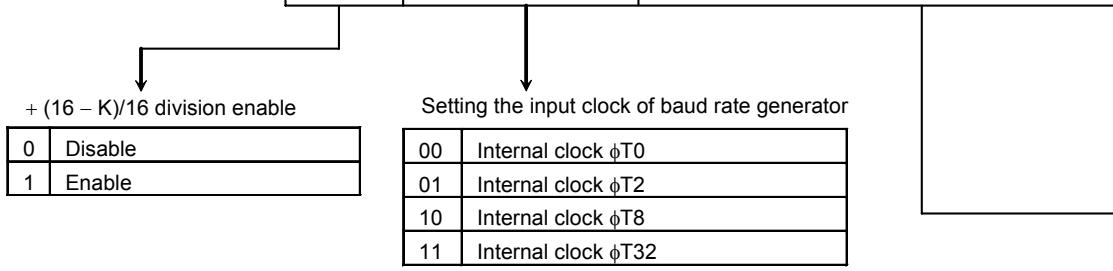 + (16 − K)/16 division enable
0 Disable
1 Enable
Setting the input clock of baud rate generator
00 Internal clock ϕT0
01 Internal clock ϕT2
10 Internal clock ϕT8
11 Internal clock ϕT32